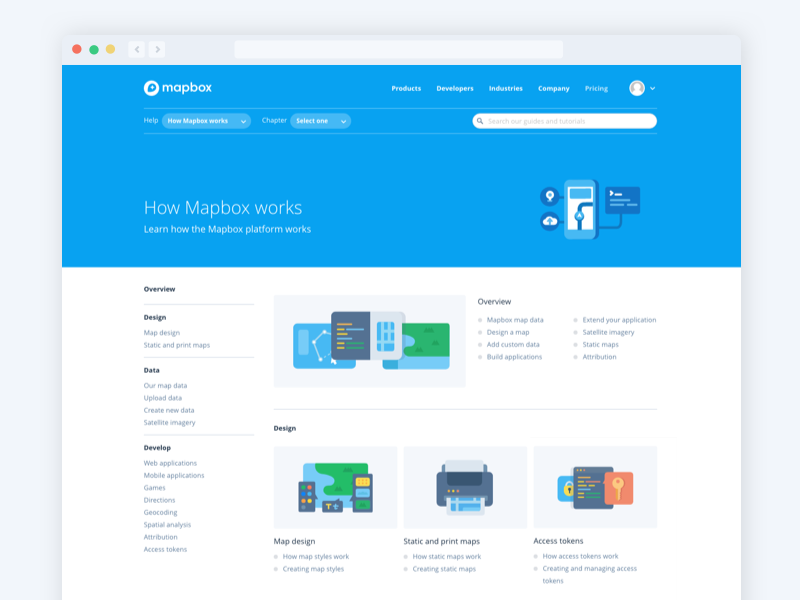 mapbox
Products Developers Industries Company Pricing
Help How Mapbox works Chapter Select one Search our guides and tutorials
How Mapbox works
Learn how the Mapbox platform works
Overview
Design
Map design
Static and print maps
Data
Our map data
Upload data
Create new data
Satellite imagery
Develop
Web applications
Mobile applications
Games
Directions
Geocoding
Spatial analysis
Attribution
Access tokens
Overview
Mapbox map data
Design a map
Add custom data
Build applications
Extend your application
Satellite imagery
Static maps
Attribution
Design
Map design
How map styles work
Creating map styles
Static and print maps
How static maps work
Creating static maps
Access tokens
How access tokens work
Creating and managing access
tokens